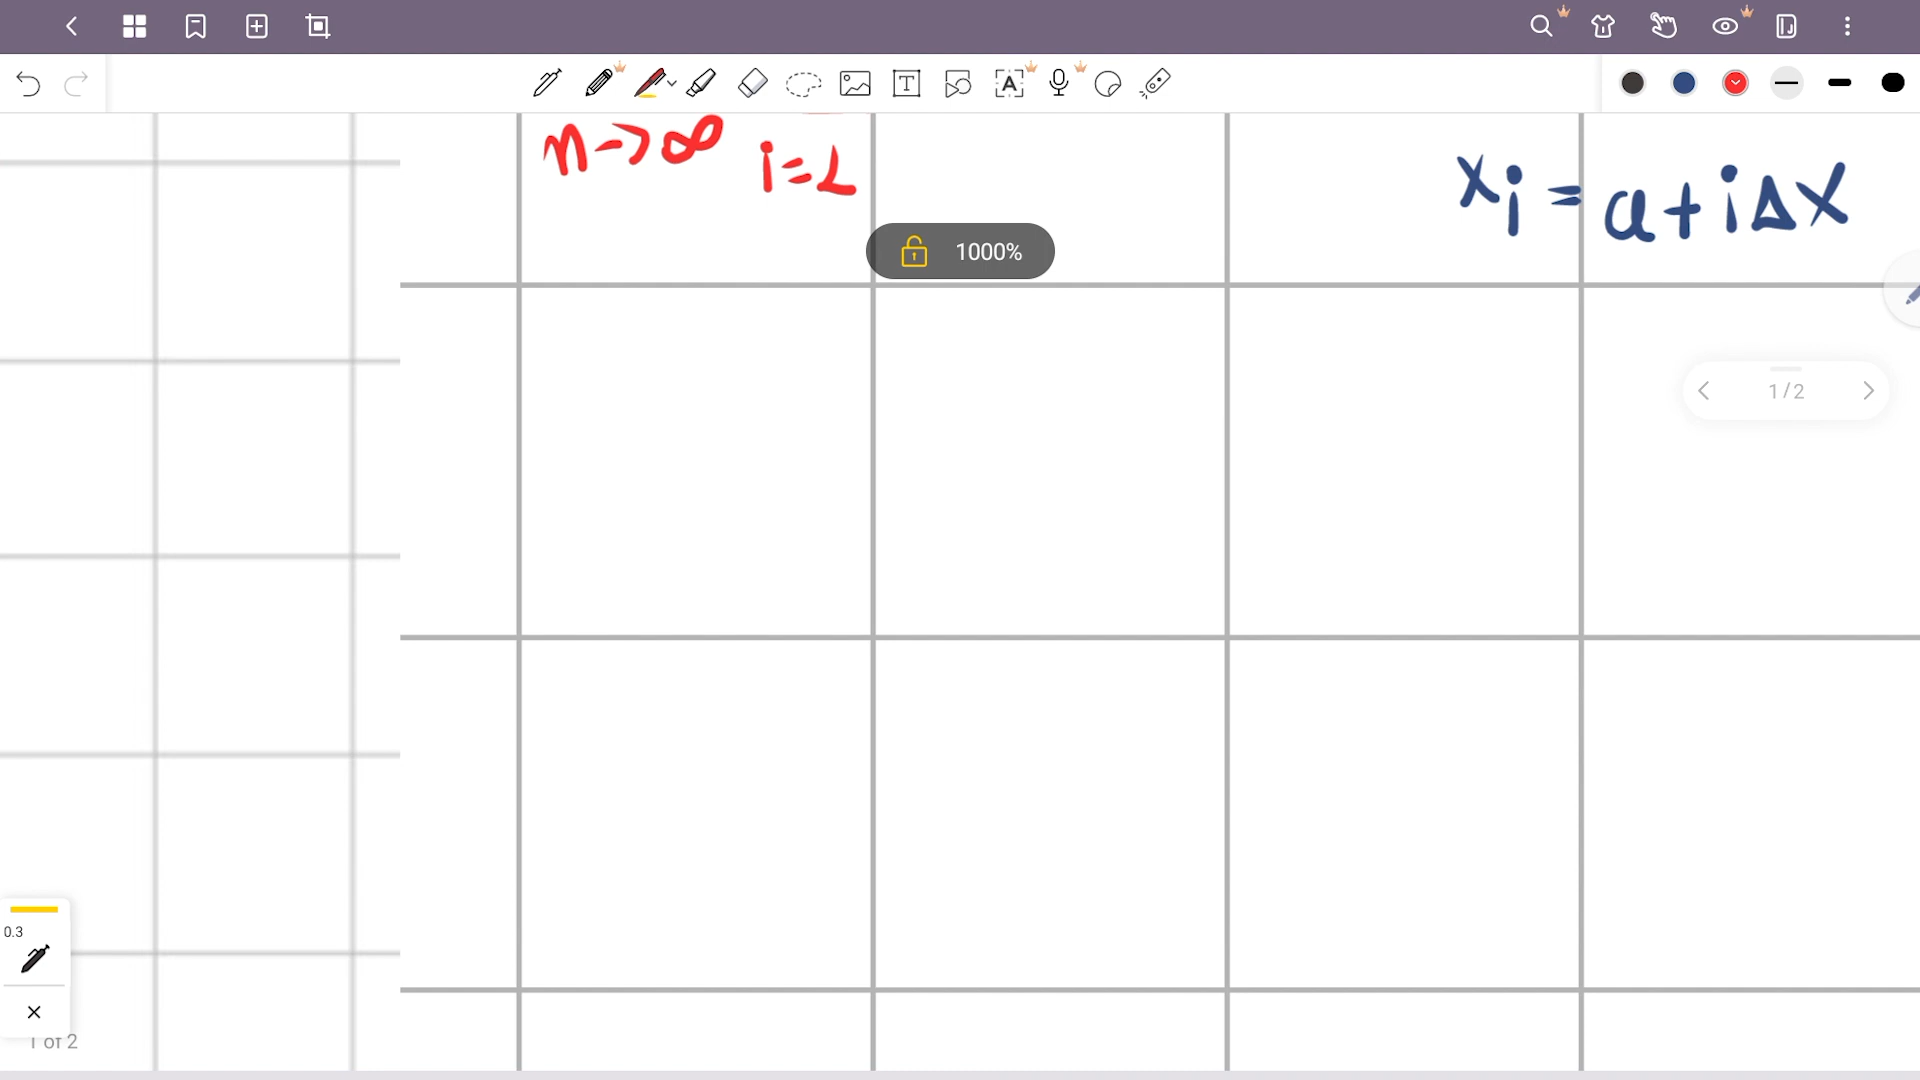 n->∞ i=1
xi = a+iΔx
1000%
1/2
0.3
1 of 2